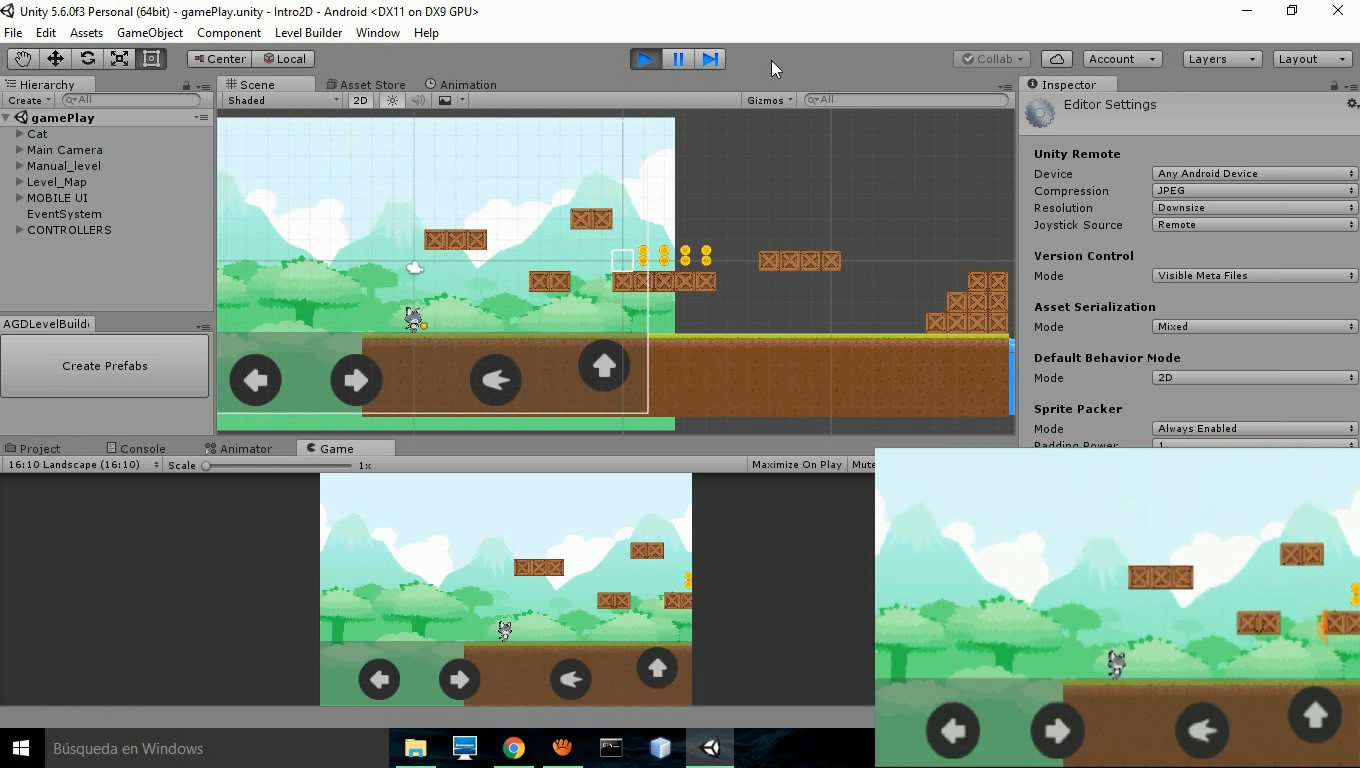 Unity 5.6.0f3 Personal (64bit) - gamePlay.unity - Intro2D - Android <DX11 on DX9 GPU>
File Edit Assets GameObject Component Level Builder Window Help
Center Local Collab Account Layers Layout
Hierarchy Scene Asset Store Animation Inspector
Create All Shaded 2D Gizmos All
Editor Settings
gamePlay
Cat
Main Camera
Manual_level
Level_Map
MOBILE UI
EventSystem
CONTROLLERS
Unity Remote
Device Any Android Device
Compression JPEG
Resolution Downsize
Joystick Source Remote
Version Control
Mode Visible Meta Files
Asset Serialization
Mode Mixed
Default Behavior Mode
Mode 2D
Sprite Packer
Mode Always Enabled
Padding Power 1
AGDLevelBuilde
Create Prefabs
Project Console Animator Game
16:10 Landscape (16:10) Scale 1x Maximize On Play Mute
Búsqueda en Windows